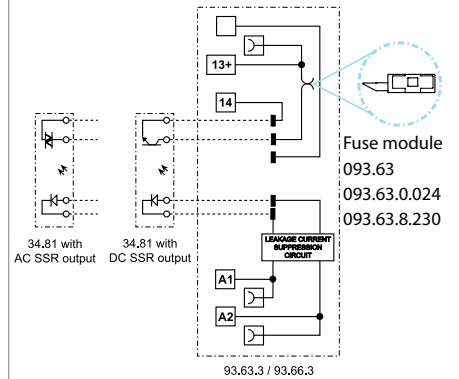 13+
14
Fuse module
093.63
093.63.0.024
093.63.8.230
34.81 with
AC SSR output
34.81 with
DC SSR output
LEAKAGE CURRENT
SUPPRESSION
CIRCUIT
A1
A2
93.63.3 / 93.66.3